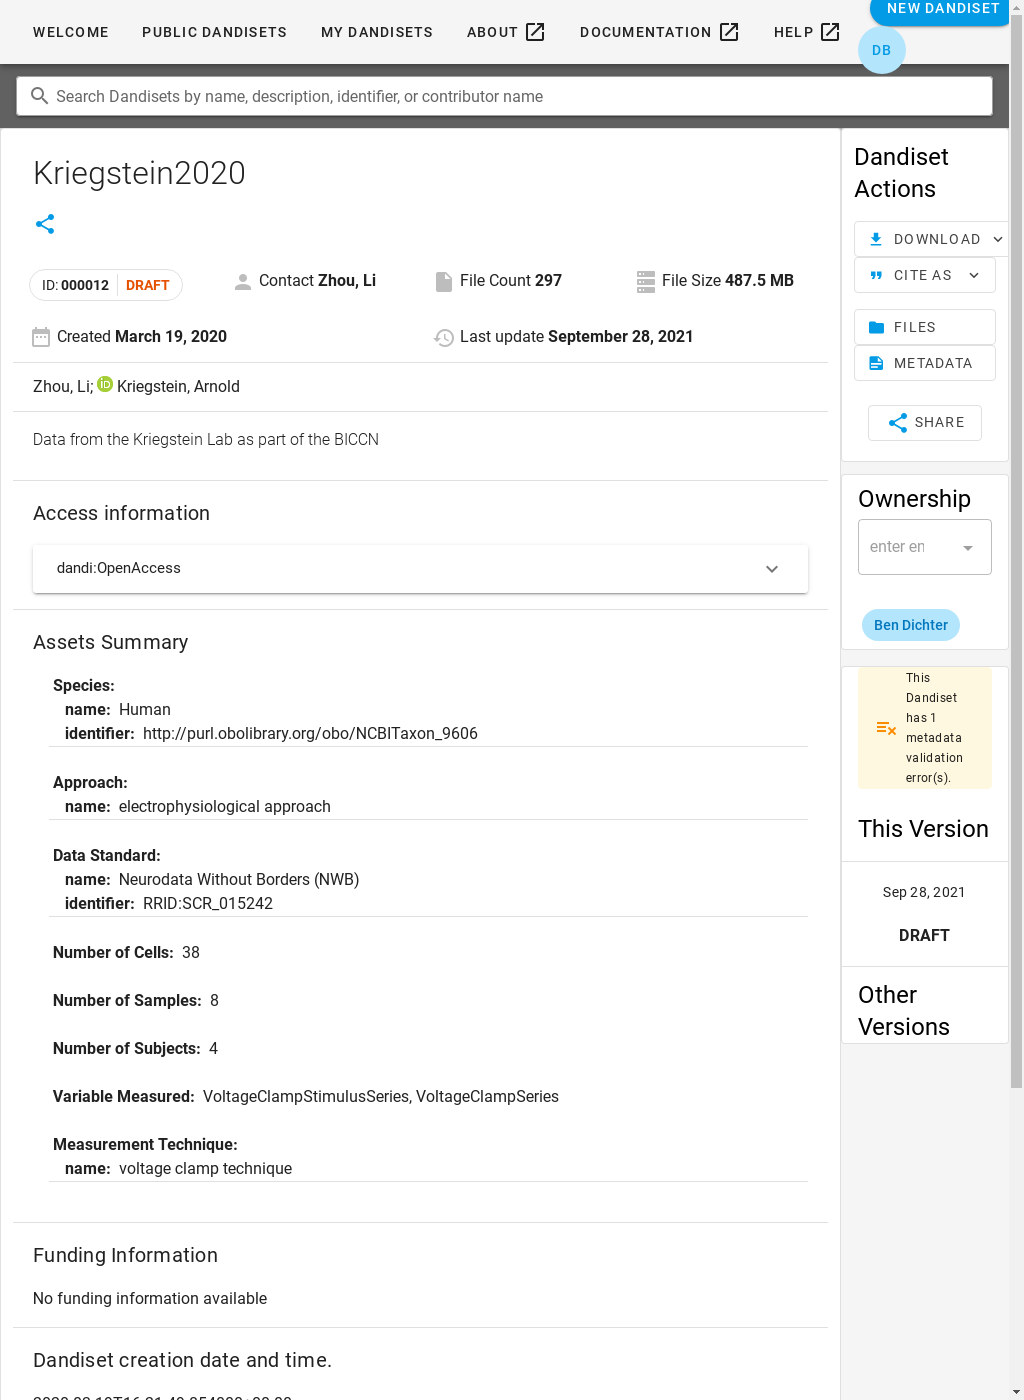 WELCOME PUBLIC DANDISETS MY DANDISETS ABOUT DOCUMENTATION HELP NEW DANDISET
DB
Search Dandisets by name, description, identifier, or contributor name
Kriegstein2020
ID: 000012 DRAFT
Contact Zhou, Li
File Count 297
File Size 487.5 MB
Created March 19, 2020
Last update September 28, 2021
Zhou, Li; iD Kriegstein, Arnold
Data from the Kriegstein Lab as part of the BICCN
Access information
dandi:OpenAccess
Assets Summary
Species:
name: Human
identifier: http://purl.obolibrary.org/obo/NCBITaxon_9606
Approach:
name: electrophysiological approach
Data Standard:
name: Neurodata Without Borders (NWB)
identifier: RRID:SCR_015242
Number of Cells: 38
Number of Samples: 8
Number of Subjects: 4
Variable Measured: VoltageClampStimulusSeries, VoltageClampSeries
Measurement Technique:
name: voltage clamp technique
Funding Information
No funding information available
Dandiset creation date and time.
Dandiset
Actions
DOWNLOAD
CITE AS
FILES
METADATA
SHARE
Ownership
enter en
Ben Dichter
This
Dandiset
has 1
metadata
validation
error(s).
This Version
Sep 28, 2021
DRAFT
Other
Versions